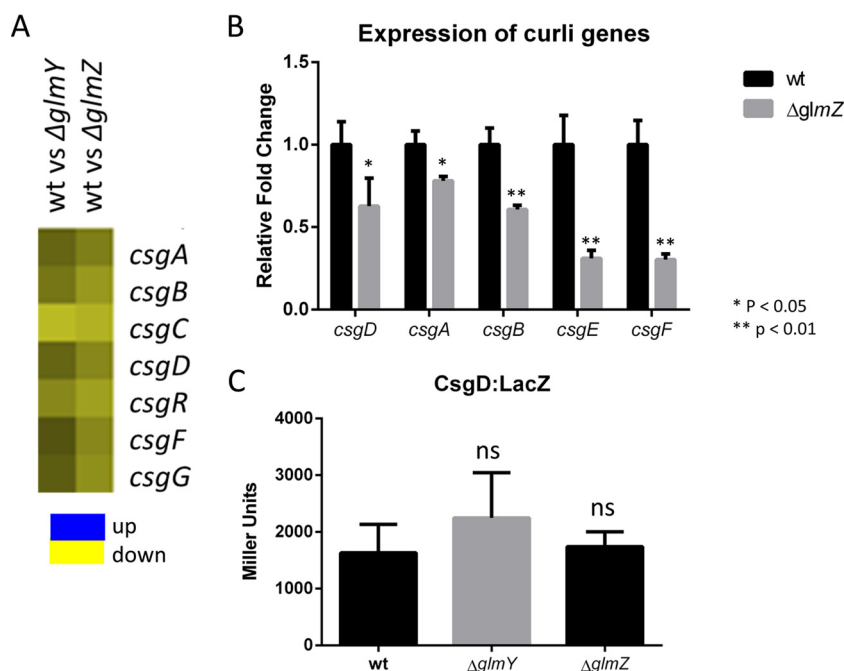 A
wt vs ΔglmY
wt vs ΔglmZ
csgA
csgB
csgC
csgD
csgR
csgF
csgG
up
down
B
Expression of curli genes
Relative Fold Change
1.5
1.0
0.5
0.0
* * ** ** **
csgD csgA csgB csgE csgF
wt
ΔglmZ
* P < 0.05
** p < 0.01
C
CsgD:LacZ
Miller Units
4000
3000
2000
1000
0
ns
ns
wt ΔglmY ΔglmZ